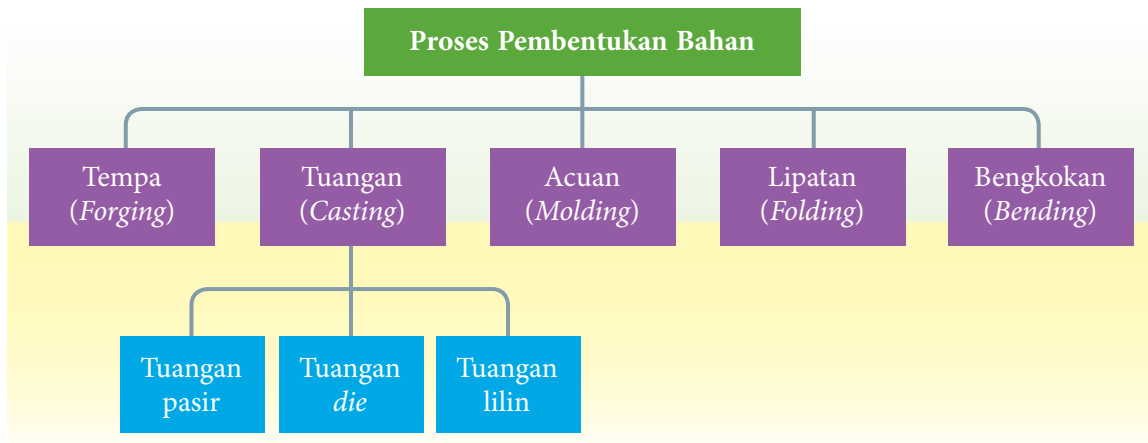 Proses Pembentukan Bahan
Tempa
(Forging)
Tuangan
(Casting)
Acuan
(Molding)
Lipatan
(Folding)
Bengkokan
(Bending)
Tuangan
pasir
Tuangan
die
Tuangan
lilin